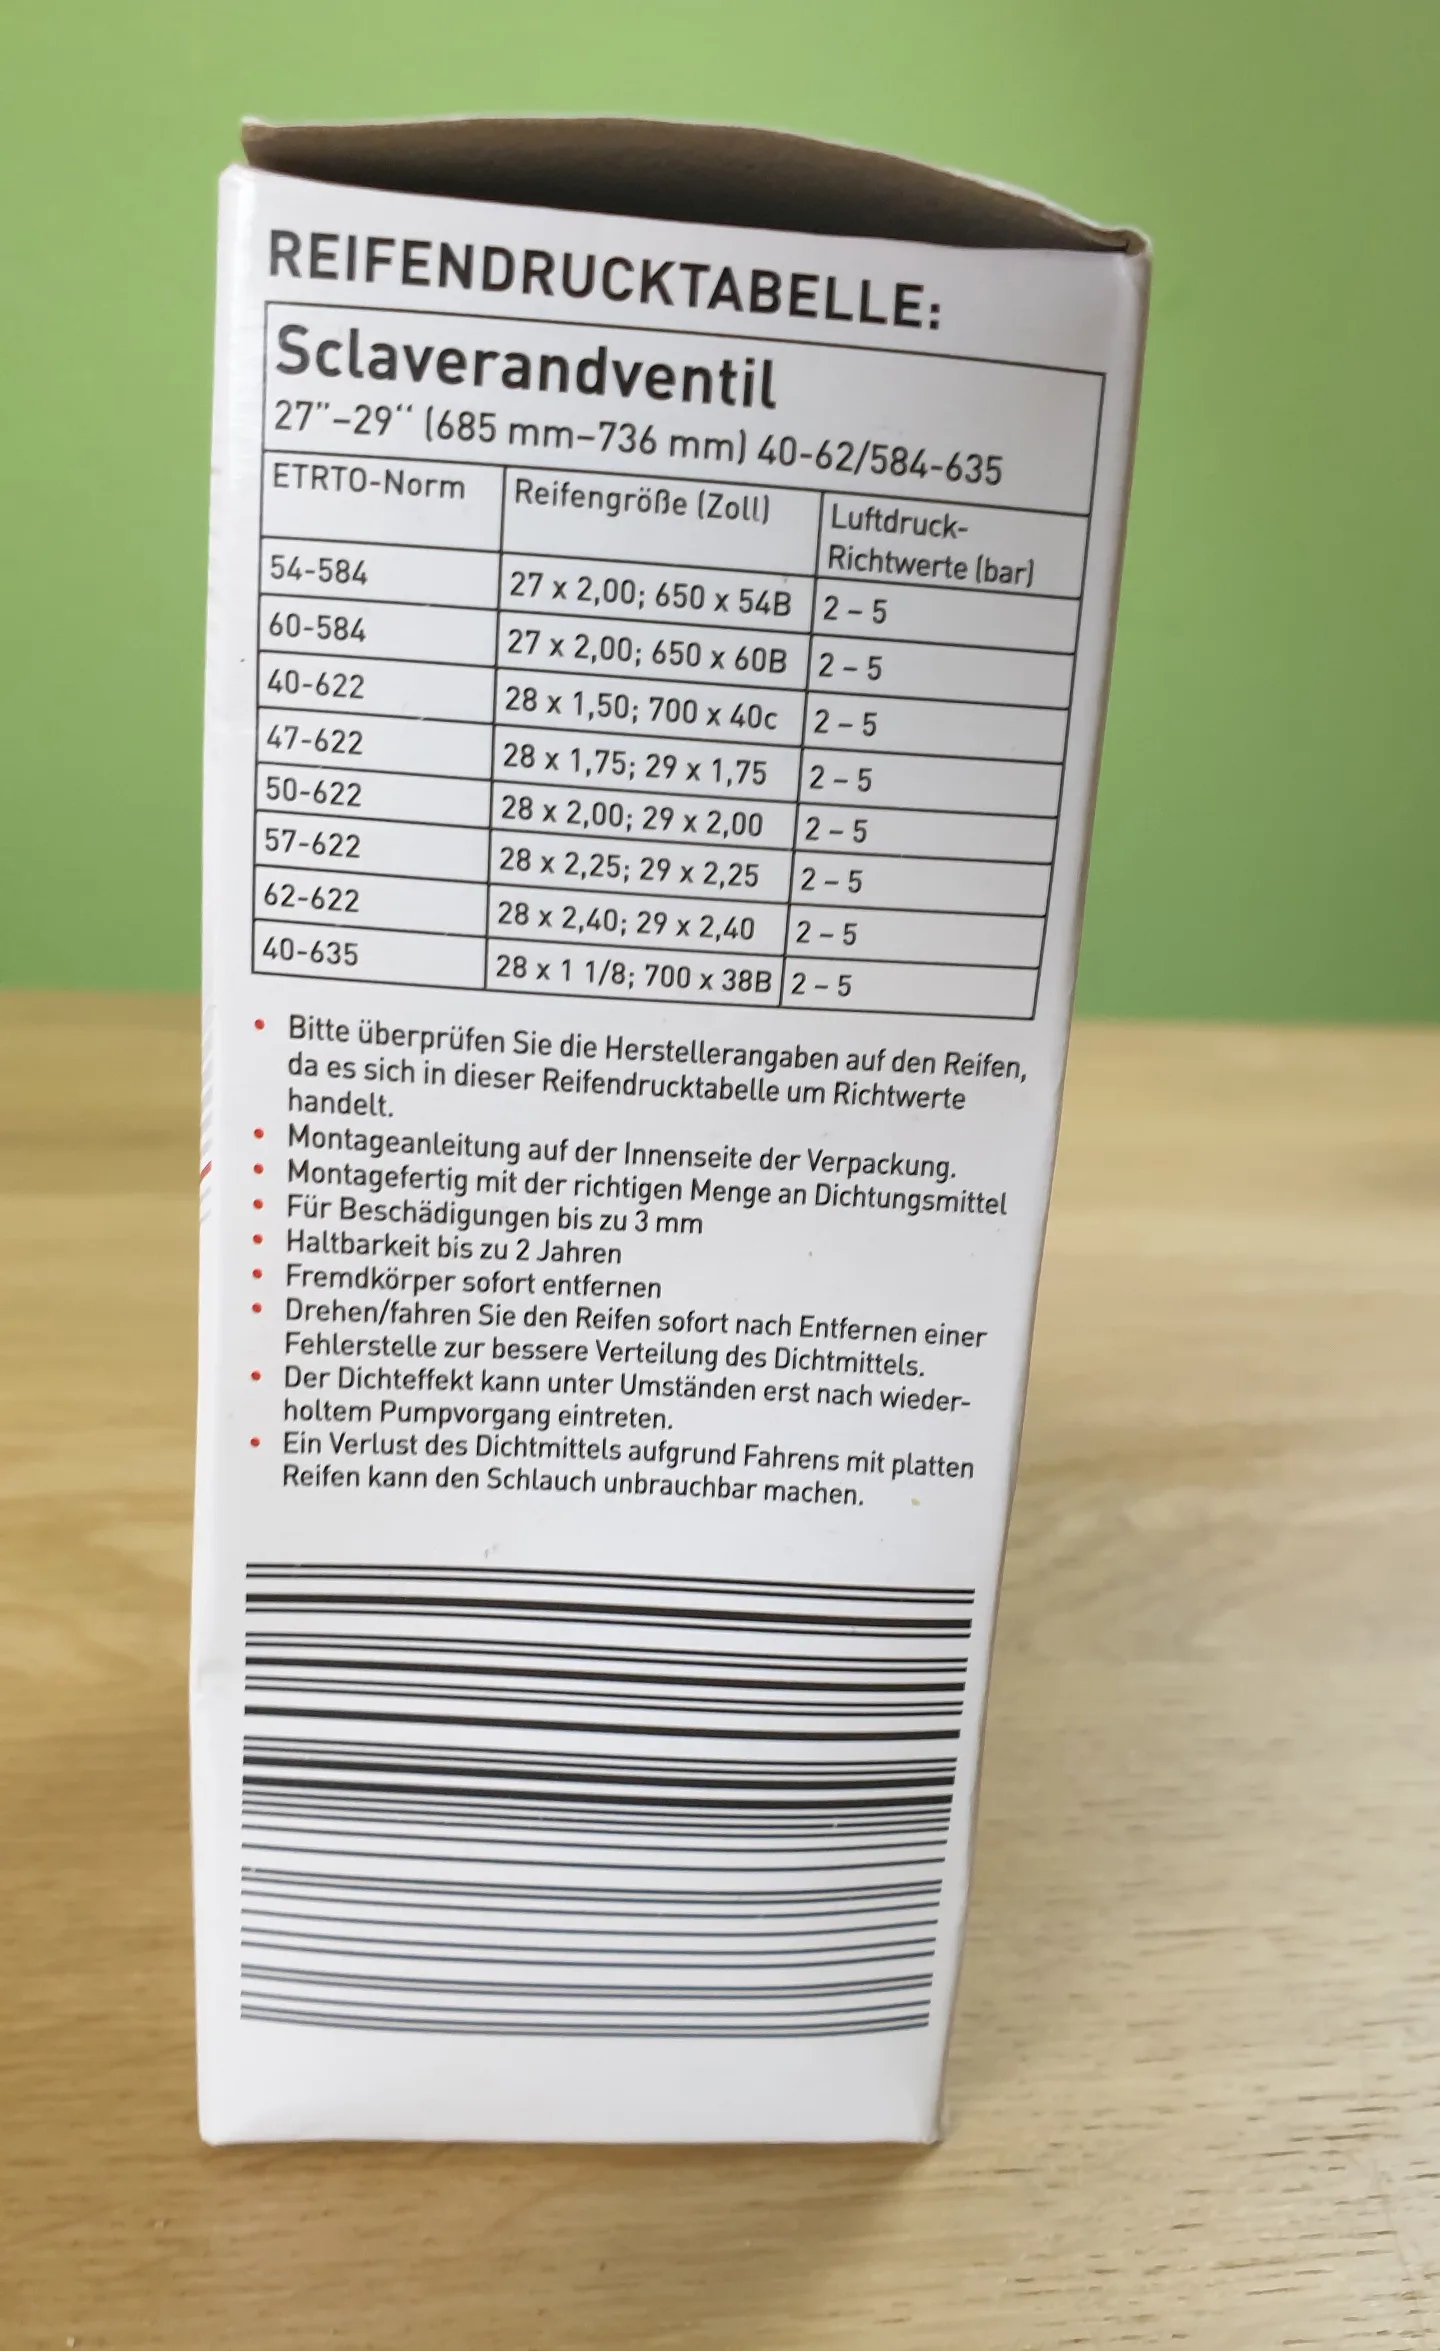 REIFENDRUCKTABELLE:
Sclaverandventil
27”–29“ (685 mm–736 mm) 40-62/584-635
ETRTO-Norm Reifengröße (Zoll) Luftdruck-
Richtwerte (bar)
54-584 27 x 2,00; 650 x 54B 2 – 5
60-584 27 x 2,00; 650 x 60B 2 – 5
40-622 28 x 1,50; 700 x 40c 2 – 5
47-622 28 x 1,75; 29 x 1,75 2 – 5
50-622 28 x 2,00; 29 x 2,00 2 – 5
57-622 28 x 2,25; 29 x 2,25 2 – 5
62-622 28 x 2,40; 29 x 2,40 2 – 5
40-635 28 x 1 1/8; 700 x 38B 2 – 5
• Bitte überprüfen Sie die Herstellerangaben auf den Reifen,
da es sich in dieser Reifendrucktabelle um Richtwerte
handelt.
• Montageanleitung auf der Innenseite der Verpackung.
• Montagefertig mit der richtigen Menge an Dichtungsmittel
• Für Beschädigungen bis zu 3 mm
• Haltbarkeit bis zu 2 Jahren
• Fremdkörper sofort entfernen
• Drehen/fahren Sie den Reifen sofort nach Entfernen einer
Fehlerstelle zur bessere Verteilung des Dichtmittels.
• Der Dichteffekt kann unter Umständen erst nach wieder-
holtem Pumpvorgang eintreten.
• Ein Verlust des Dichtmittels aufgrund Fahrens mit platten
Reifen kann den Schlauch unbrauchbar machen.